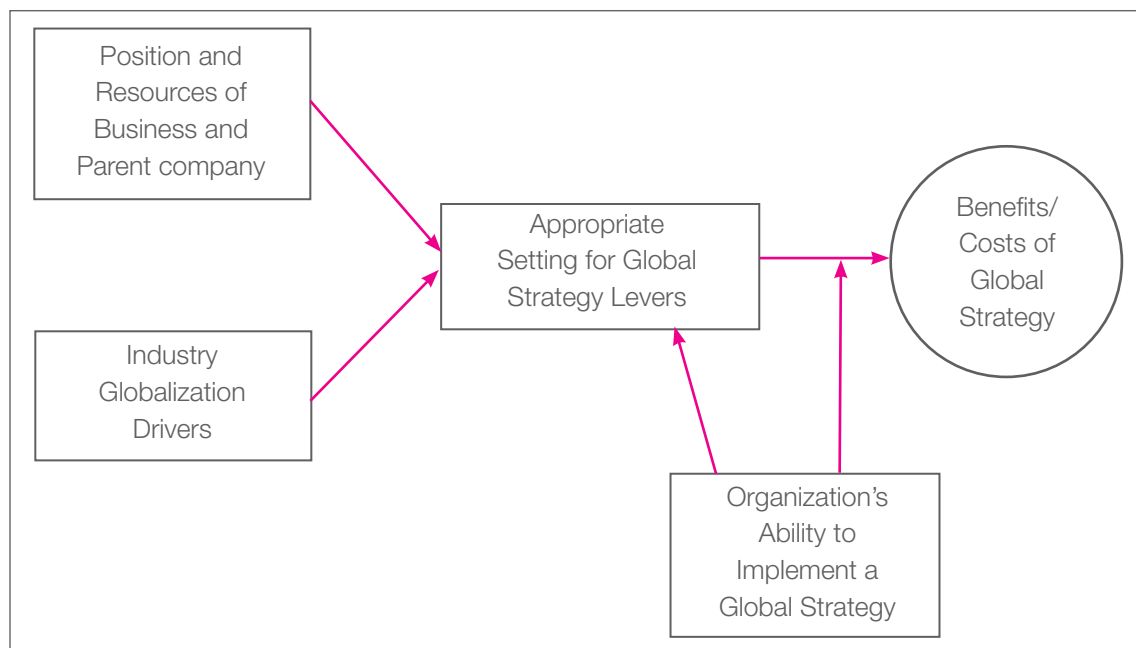 Position and
Resources of
Business and
Parent company
Industry
Globalization
Drivers
Appropriate
Setting for Global
Strategy Levers
Benefits/
Costs of
Global
Strategy
Organization’s
Ability to
Implement a
Global Strategy